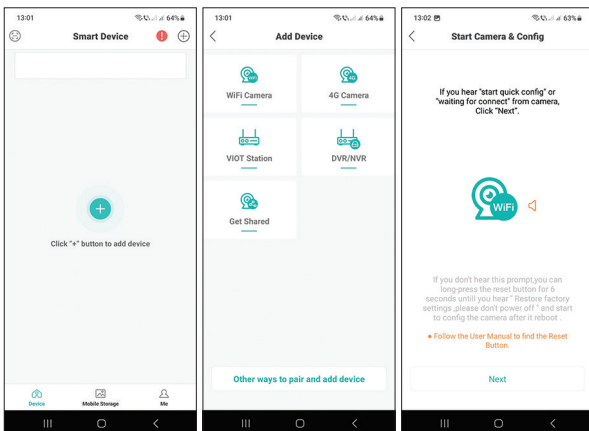 13:01
64%
Smart Device
Click "+" button to add device
Device
Mobile Storage
Me
13:01
64%
Add Device
WiFi
WiFi Camera
4G
4G Camera
VIOT Station
DVR/NVR
Get Shared
Other ways to pair and add device
13:02
63%
Start Camera & Config
If you hear "start quick config" or
"waiting for connect" from camera,
Click "Next".
WiFi
If you don't hear this prompt,you can
long-press the reset button for 6
seconds untill you hear " Restore factory
settings ,please don't power off " and start
to config the camera after it reboot .
• Follow the User Manual to find the Reset
Button.
Next